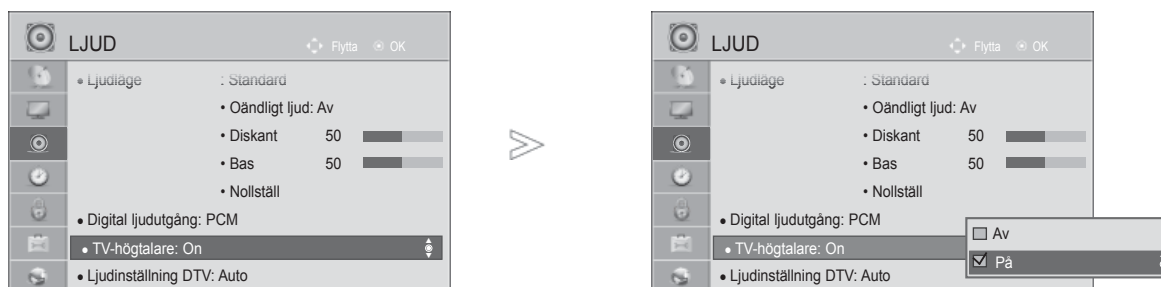 LJUD
Flytta OK
• Ljudläge : Standard
• Oändligt ljud: Av
• Diskant 50
• Bas 50
• Nollställ
• Digital ljudutgång: PCM
• TV-högtalare: On
• Ljudinställning DTV: Auto
>
LJUD
Flytta OK
• Ljudläge : Standard
• Oändligt ljud: Av
• Diskant 50
• Bas 50
• Nollställ
• Digital ljudutgång: PCM
• TV-högtalare: On
• Ljudinställning DTV: Auto
Av
På